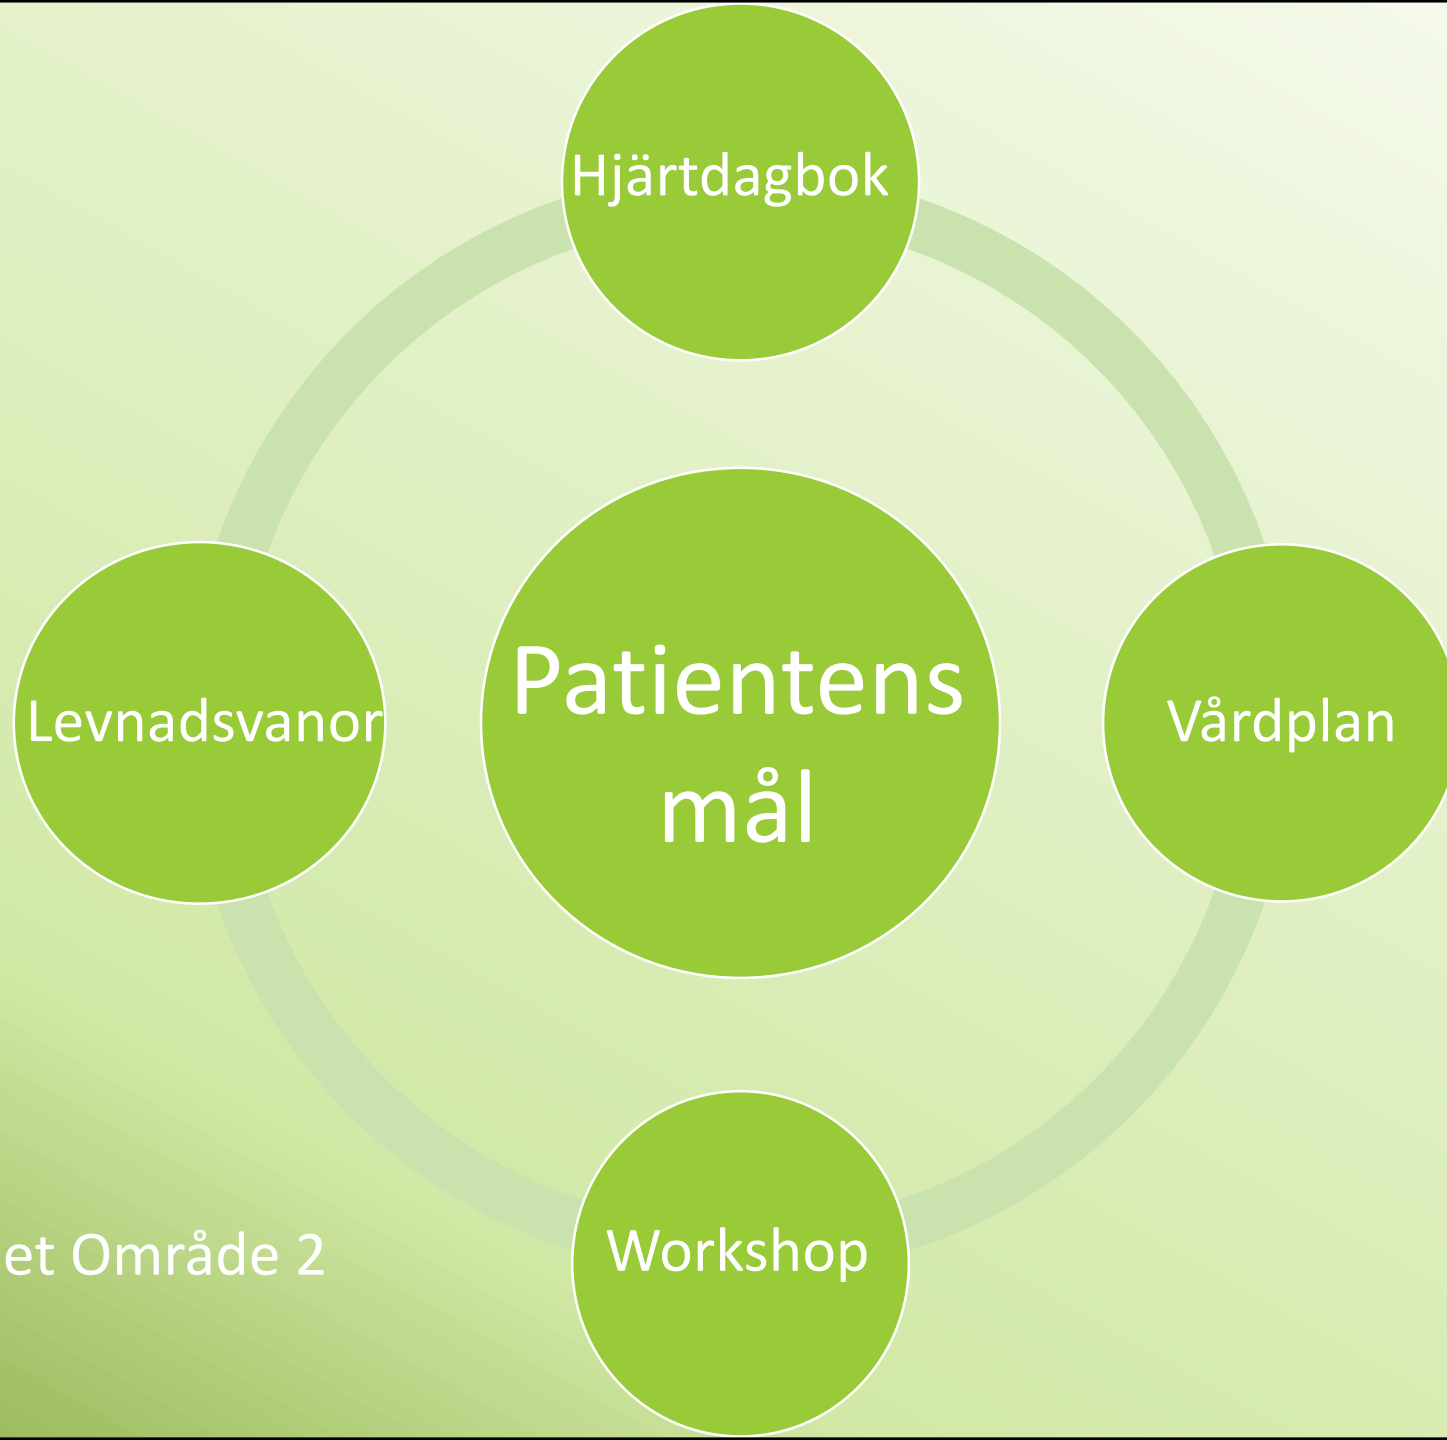 Hjärtdagbok
Patientens
mål
Levnadsvanor
Vårdplan
Workshop
et Område 2